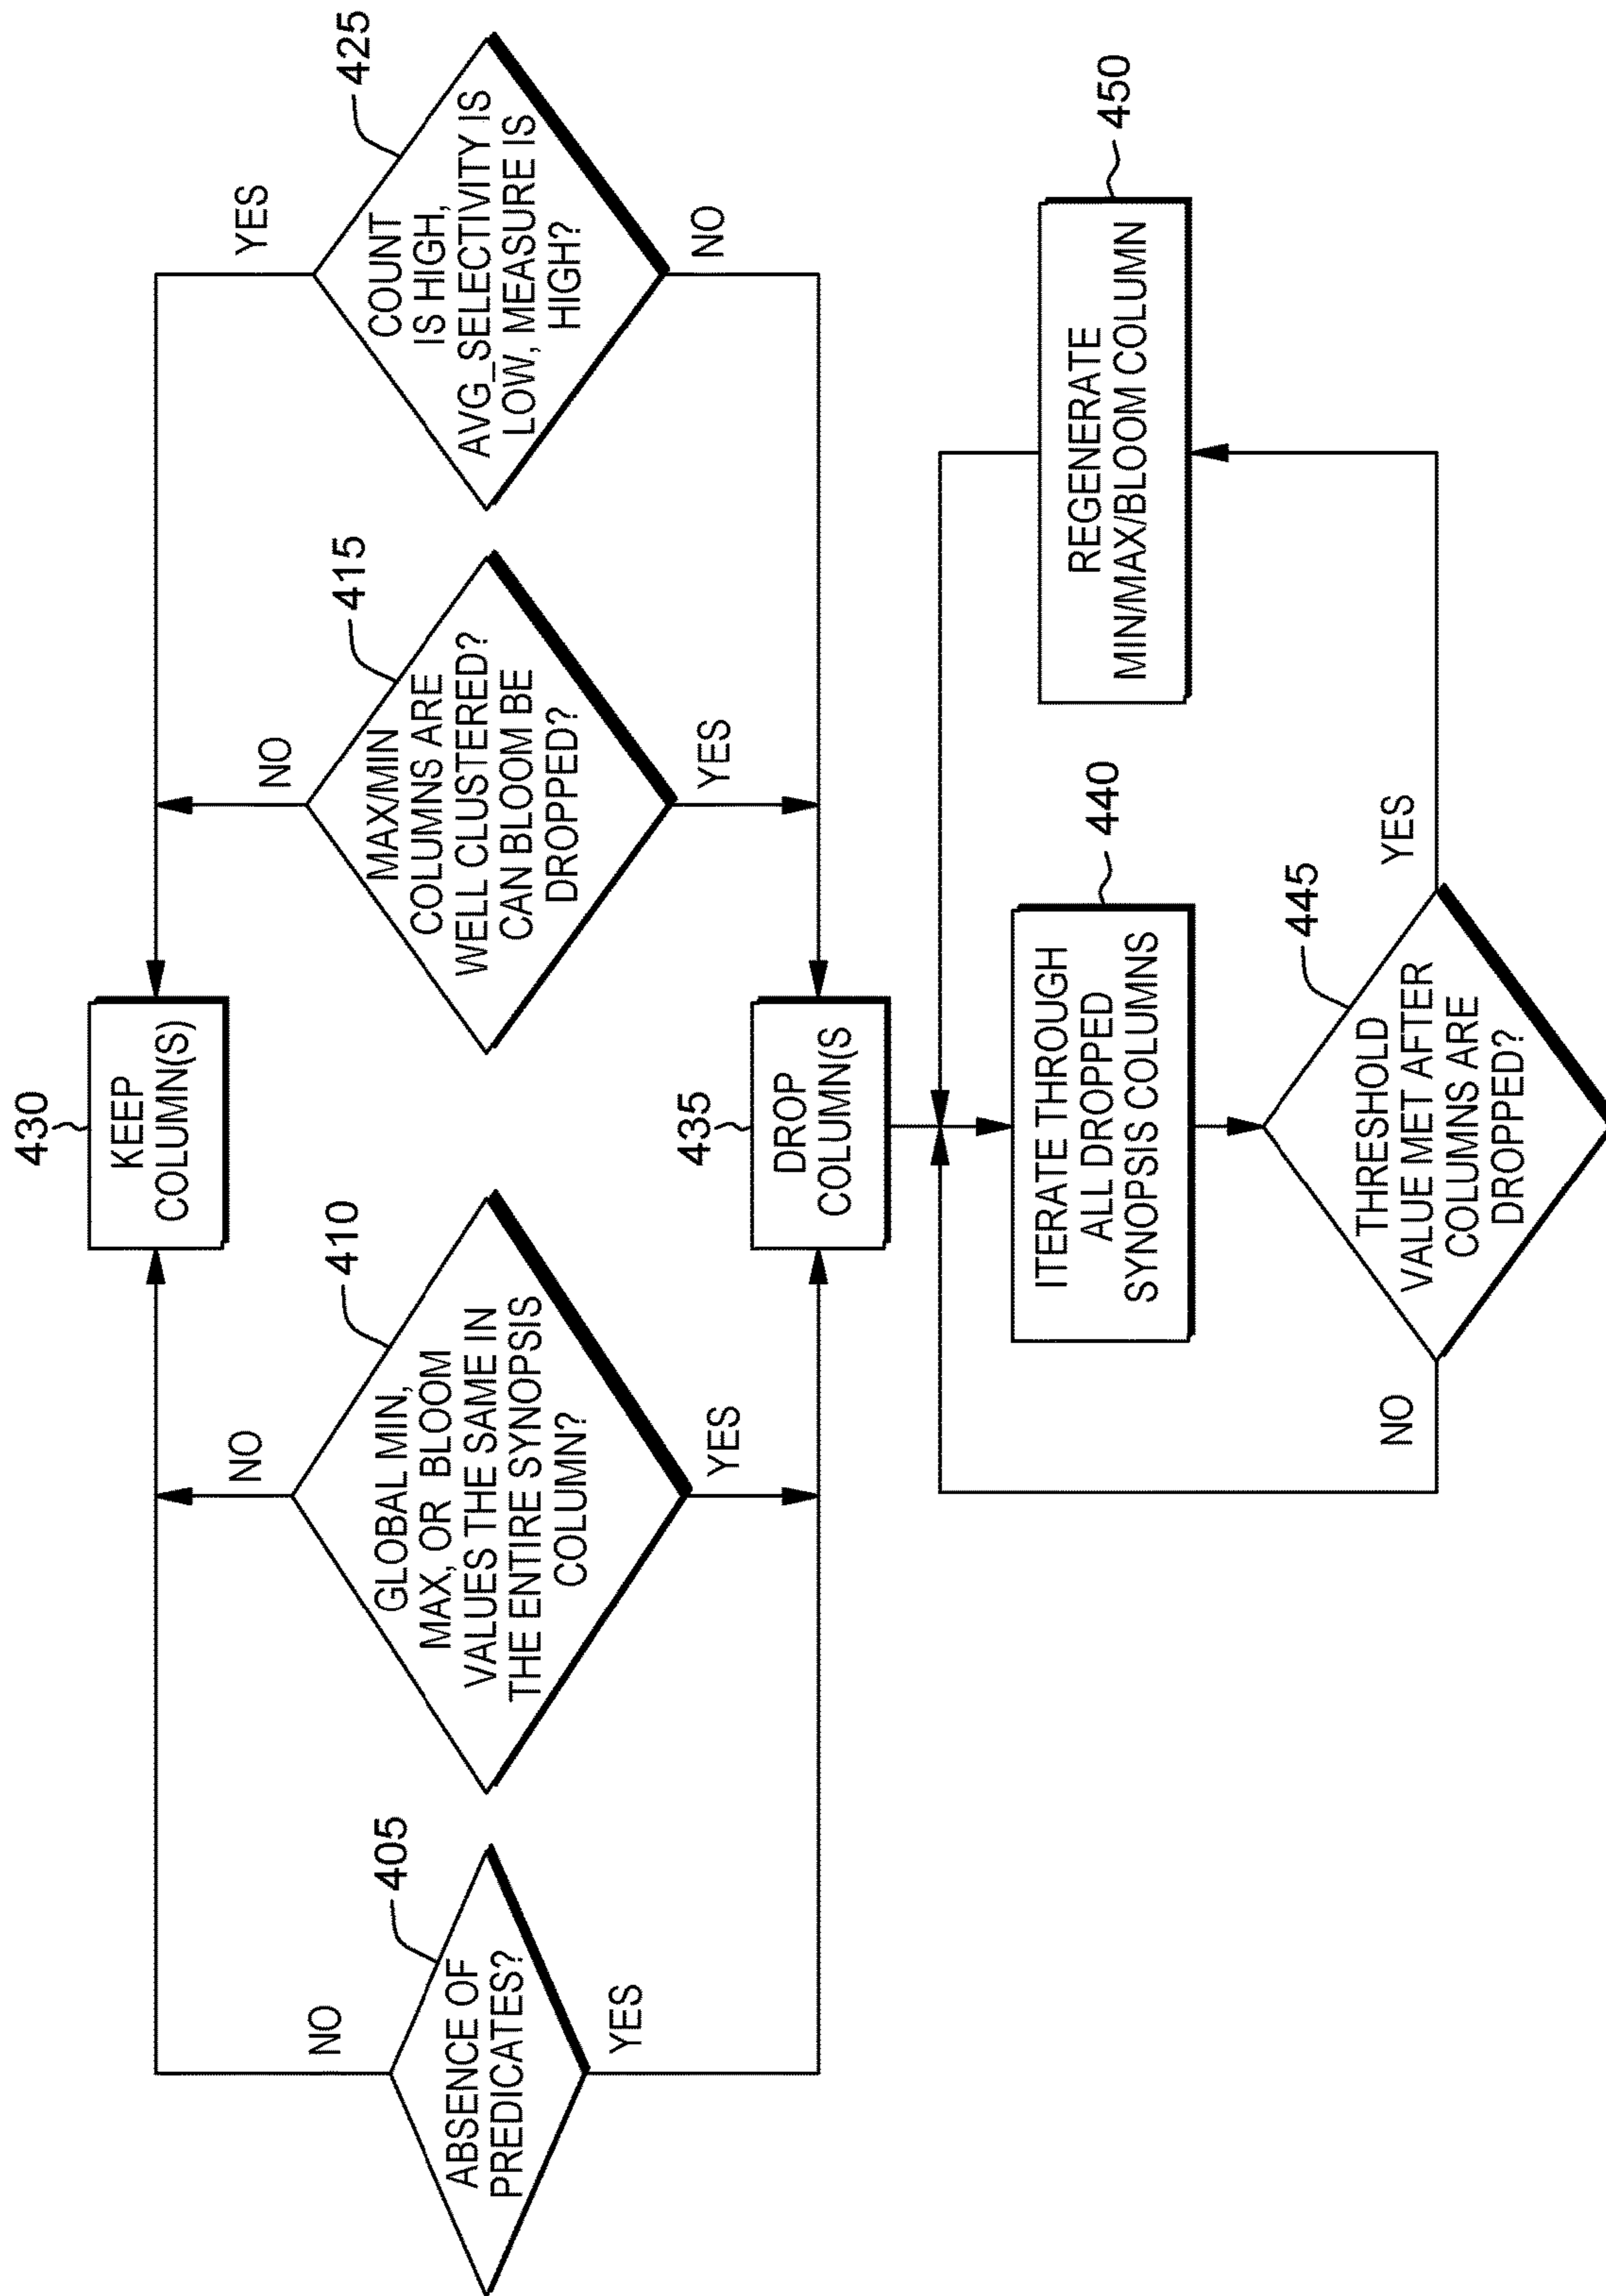 430
KEEP
COLUMN(S)
NO
405
ABSENCE OF
PREDICATES?
YES
NO
410
GLOBAL MIN,
MAX, OR BLOOM
VALUES THE SAME IN
THE ENTIRE SYNOPSIS
COLUMN?
YES
NO
415
MAX/MIN
COLUMNS ARE
WELL CLUSTERED?
CAN BLOOM BE
DROPPED?
YES
YES
425
COUNT
IS HIGH,
AVG_SELECTIVITY IS
LOW, MEASURE IS
HIGH?
NO
435
DROP
COLUMN(S
440
ITERATE THROUGH
ALL DROPPED
SYNOPSIS COLUMNS
450
REGENERATE
MIN/MAX/BLOOM COLUMN
445
THRESHOLD
VALUE MET AFTER
COLUMNS ARE
DROPPED?
NO
YES